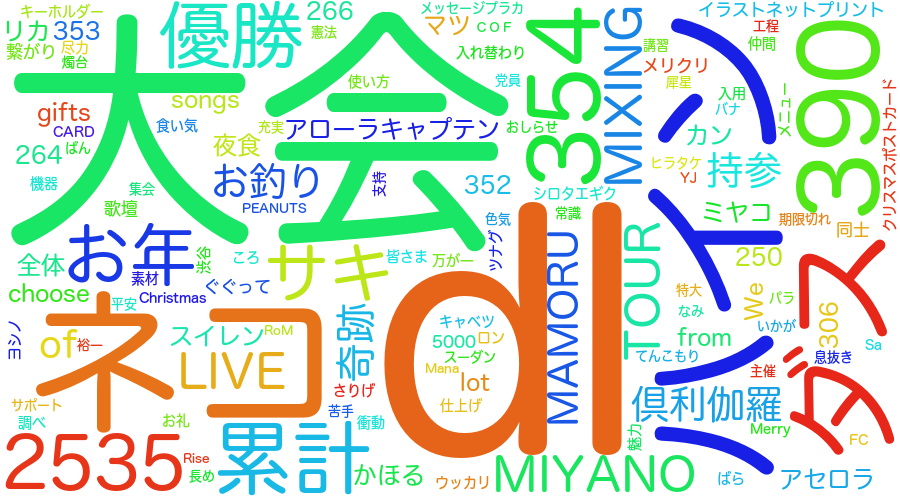 キーホルダー
リカ
353
繋がり
尽力
燭台
優勝
266
憲法
メッセージプラカ
マツ
ＣＯＦ
入れ替わり
イラストネットプリント
工程
仲間
講習
メリクリ
犀星
入用
バナ
メニュー
クリスマスポストカード
大会
gifts
CARD
ばん
264
機器
songs
食い気
使い方
充実
アローラキャプテン
夜食
お釣り
PEANUTS
集会
歌壇
支持
党員
おしらせ
352
354
MIXING
シロタエギク
常識
色気
ツナグ
カン
ヒラタケ
YJ
持参
390
ミヤコ
期限切れ
同士
250
シン
ダス
お年
渋谷
ころ
サキ
皆さま
万が一
全体
素材
choose
Christmas
ぐぐって
平安
ヨシノ
of
裕一
ネコ
スイレン
RoM
LIVE
奇跡
さりげ
苦手
衝動
dl
キャベツ
5000
ロン
スーダン
Mana
lot
仕上げ
MAMORU
TOUR
from
特大
なみ
We
パラ
いかが
306
てんこもり
主催
息抜き
Sa
倶利伽羅
Merry
FC
魅力
ぱら
アセロラ
サポート
調べ
お礼
2535
Rise
長め
累計
かほる
ウッカリ
MIYANO